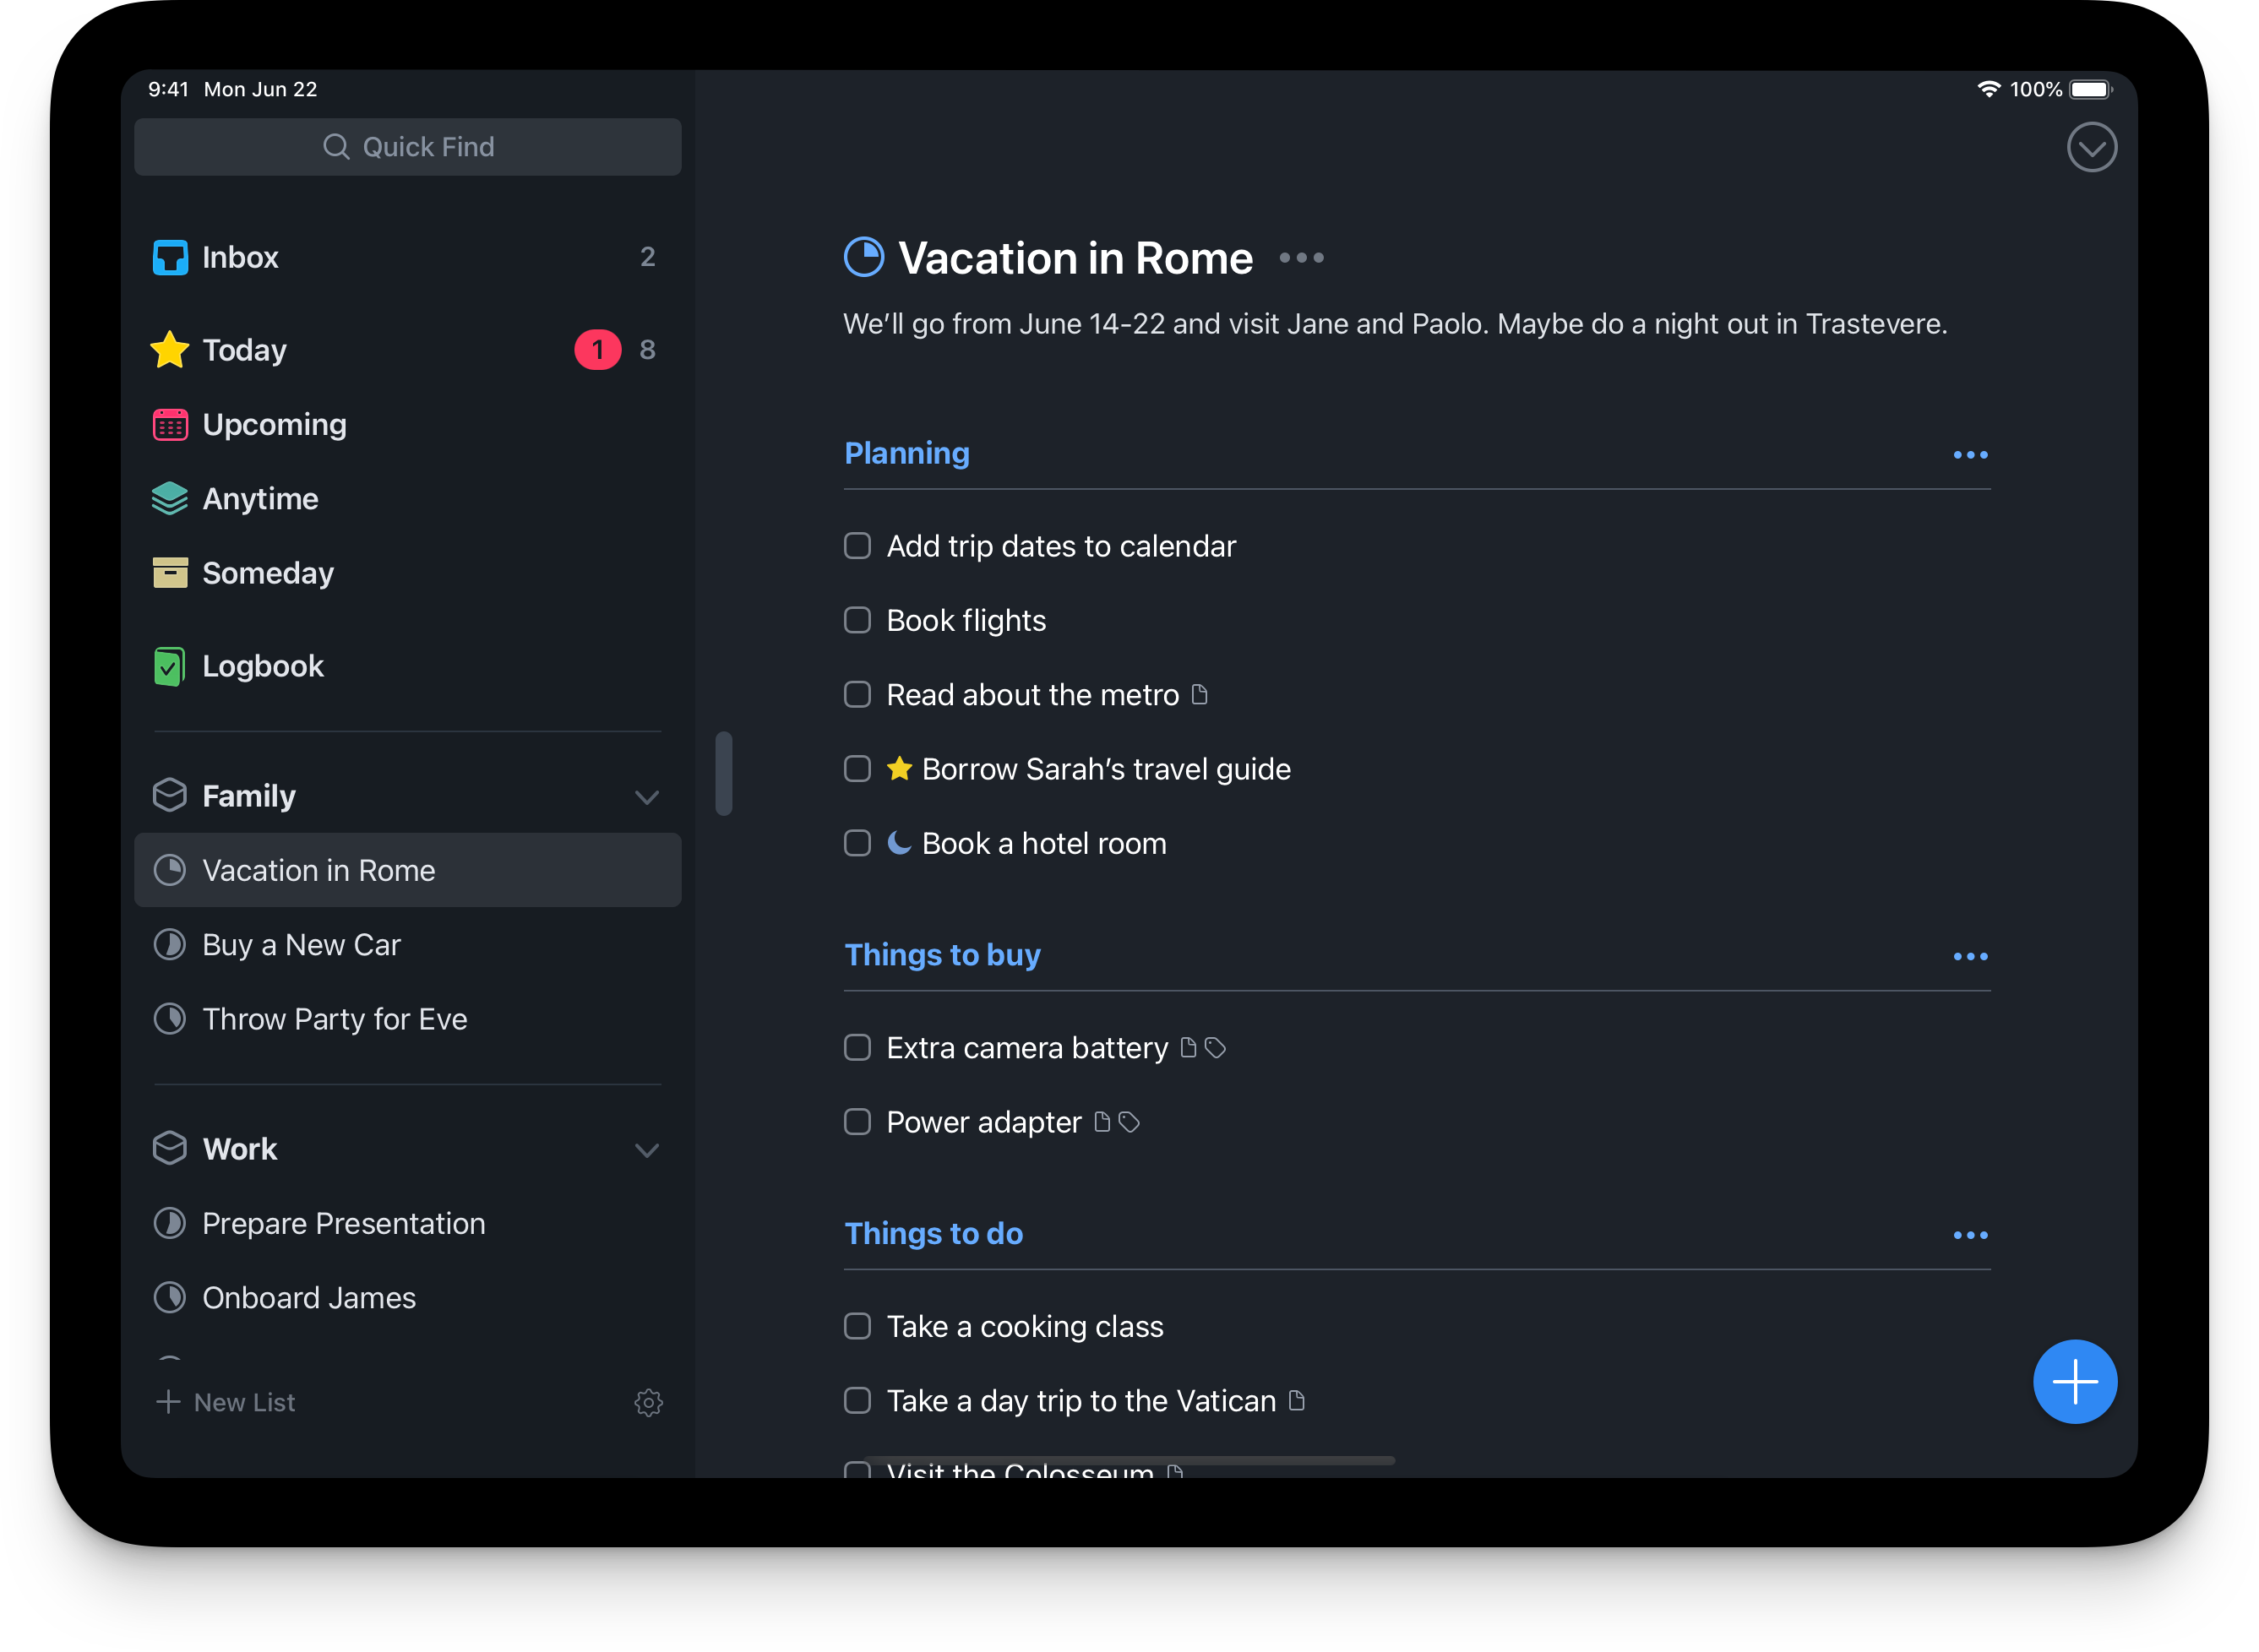 9:41 Mon Jun 22
100%
Quick Find
Inbox 2
Today 1 8
Upcoming
Anytime
Someday
Logbook
Family
Vacation in Rome
Buy a New Car
Throw Party for Eve
Work
Prepare Presentation
Onboard James
New List
Vacation in Rome
We’ll go from June 14-22 and visit Jane and Paolo. Maybe do a night out in Trastevere.
Planning
Add trip dates to calendar
Book flights
Read about the metro
Borrow Sarah’s travel guide
Book a hotel room
Things to buy
Extra camera battery
Power adapter
Things to do
Take a cooking class
Take a day trip to the Vatican
Visit the Colosseum